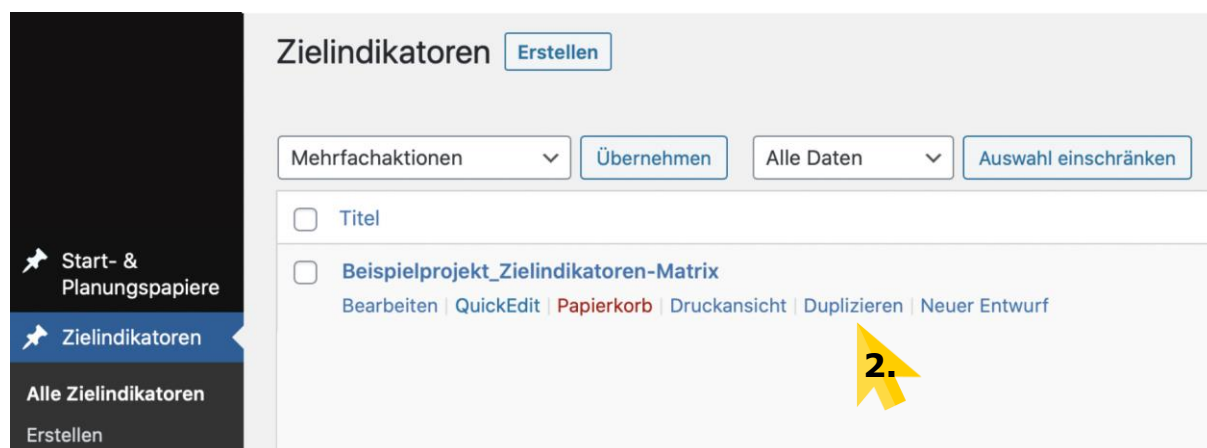 Zielindikatoren Erstellen
Mehrfachaktionen Übernehmen Alle Daten Auswahl einschränken
Titel
Beispielprojekt_Zielindikatoren-Matrix
Bearbeiten | QuickEdit | Papierkorb | Druckansicht | Duplizieren | Neuer Entwurf
2.
Start- &
Planungspapiere
Zielindikatoren
Alle Zielindikatoren
Erstellen